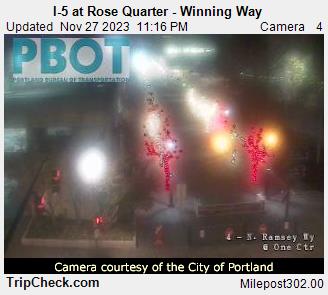 I-5 at Rose Quarter - Winning Way
Updated Nov 27 2023 11:16 PM Camera 4
PBOT
PORTLAND BUREAU OF TRANSPORTATION
4 - N. Ramsey Wy
@ One Ctr
Camera courtesy of the City of Portland
TripCheck.com Milepost302.00